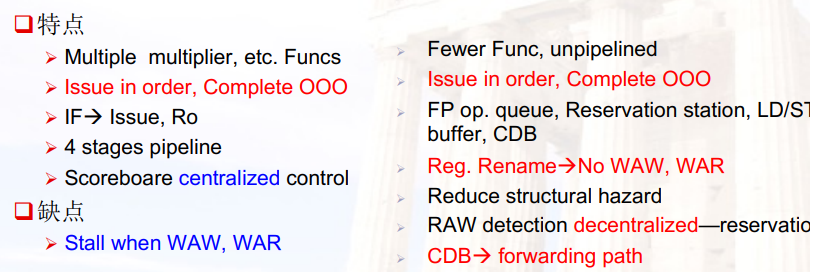 特点
Multiple multiplier, etc. Funcs
Issue in order, Complete OOO
IF→ Issue, Ro
4 stages pipeline
Scoreboare centralized control
缺点
Stall when WAW, WAR
Fewer Func, unpipelined
Issue in order, Complete OOO
FP op. queue, Reservation station, LD/ST
buffer, CDB
Reg. Rename→No WAW, WAR
Reduce structural hazard
RAW detection decentralized—reservatio
CDB→ forwarding path